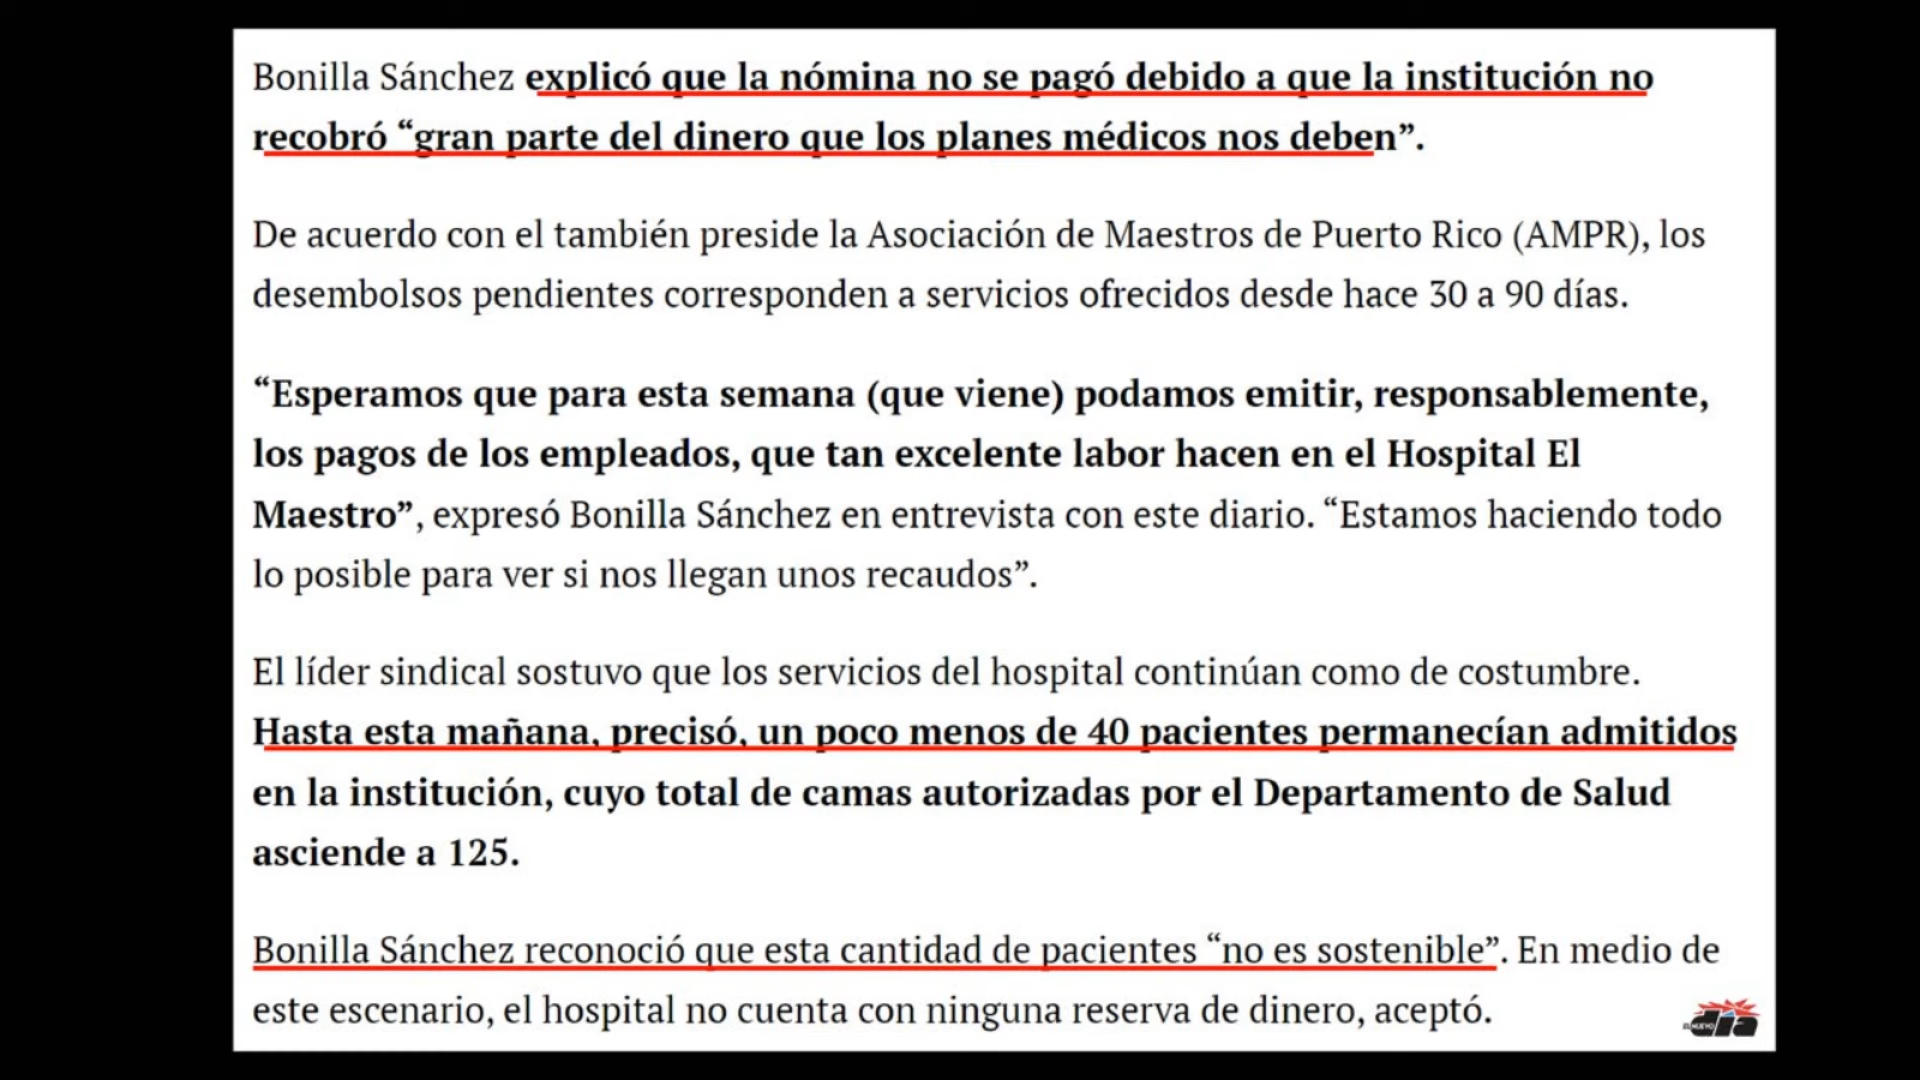 Bonilla Sánchez explicó que la nómina no se pagó debido a que la institución no
recobró “gran parte del dinero que los planes médicos nos deben”.
De acuerdo con el también preside la Asociación de Maestros de Puerto Rico (AMPR), los
desembolsos pendientes corresponden a servicios ofrecidos desde hace 30 a 90 días.
“Esperamos que para esta semana (que viene) podamos emitir, responsablemente,
los pagos de los empleados, que tan excelente labor hacen en el Hospital El
Maestro”, expresó Bonilla Sánchez en entrevista con este diario. “Estamos haciendo todo
lo posible para ver si nos llegan unos recaudos”.
El líder sindical sostuvo que los servicios del hospital continúan como de costumbre.
Hasta esta mañana, precisó, un poco menos de 40 pacientes permanecían admitidos
en la institución, cuyo total de camas autorizadas por el Departamento de Salud
asciende a 125.
Bonilla Sánchez reconoció que esta cantidad de pacientes “no es sostenible”. En medio de
este escenario, el hospital no cuenta con ninguna reserva de dinero, aceptó.
EL NUEVO día